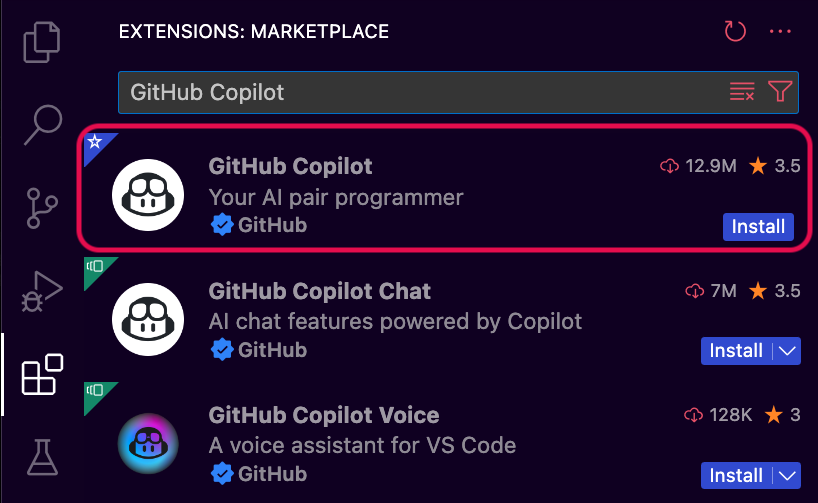 EXTENSIONS: MARKETPLACE
GitHub Copilot
GitHub Copilot 12.9M 3.5
Your AI pair programmer
GitHub Install
GitHub Copilot Chat 7M 3.5
AI chat features powered by Copilot
GitHub Install
GitHub Copilot Voice 128K 3
A voice assistant for VS Code
GitHub Install